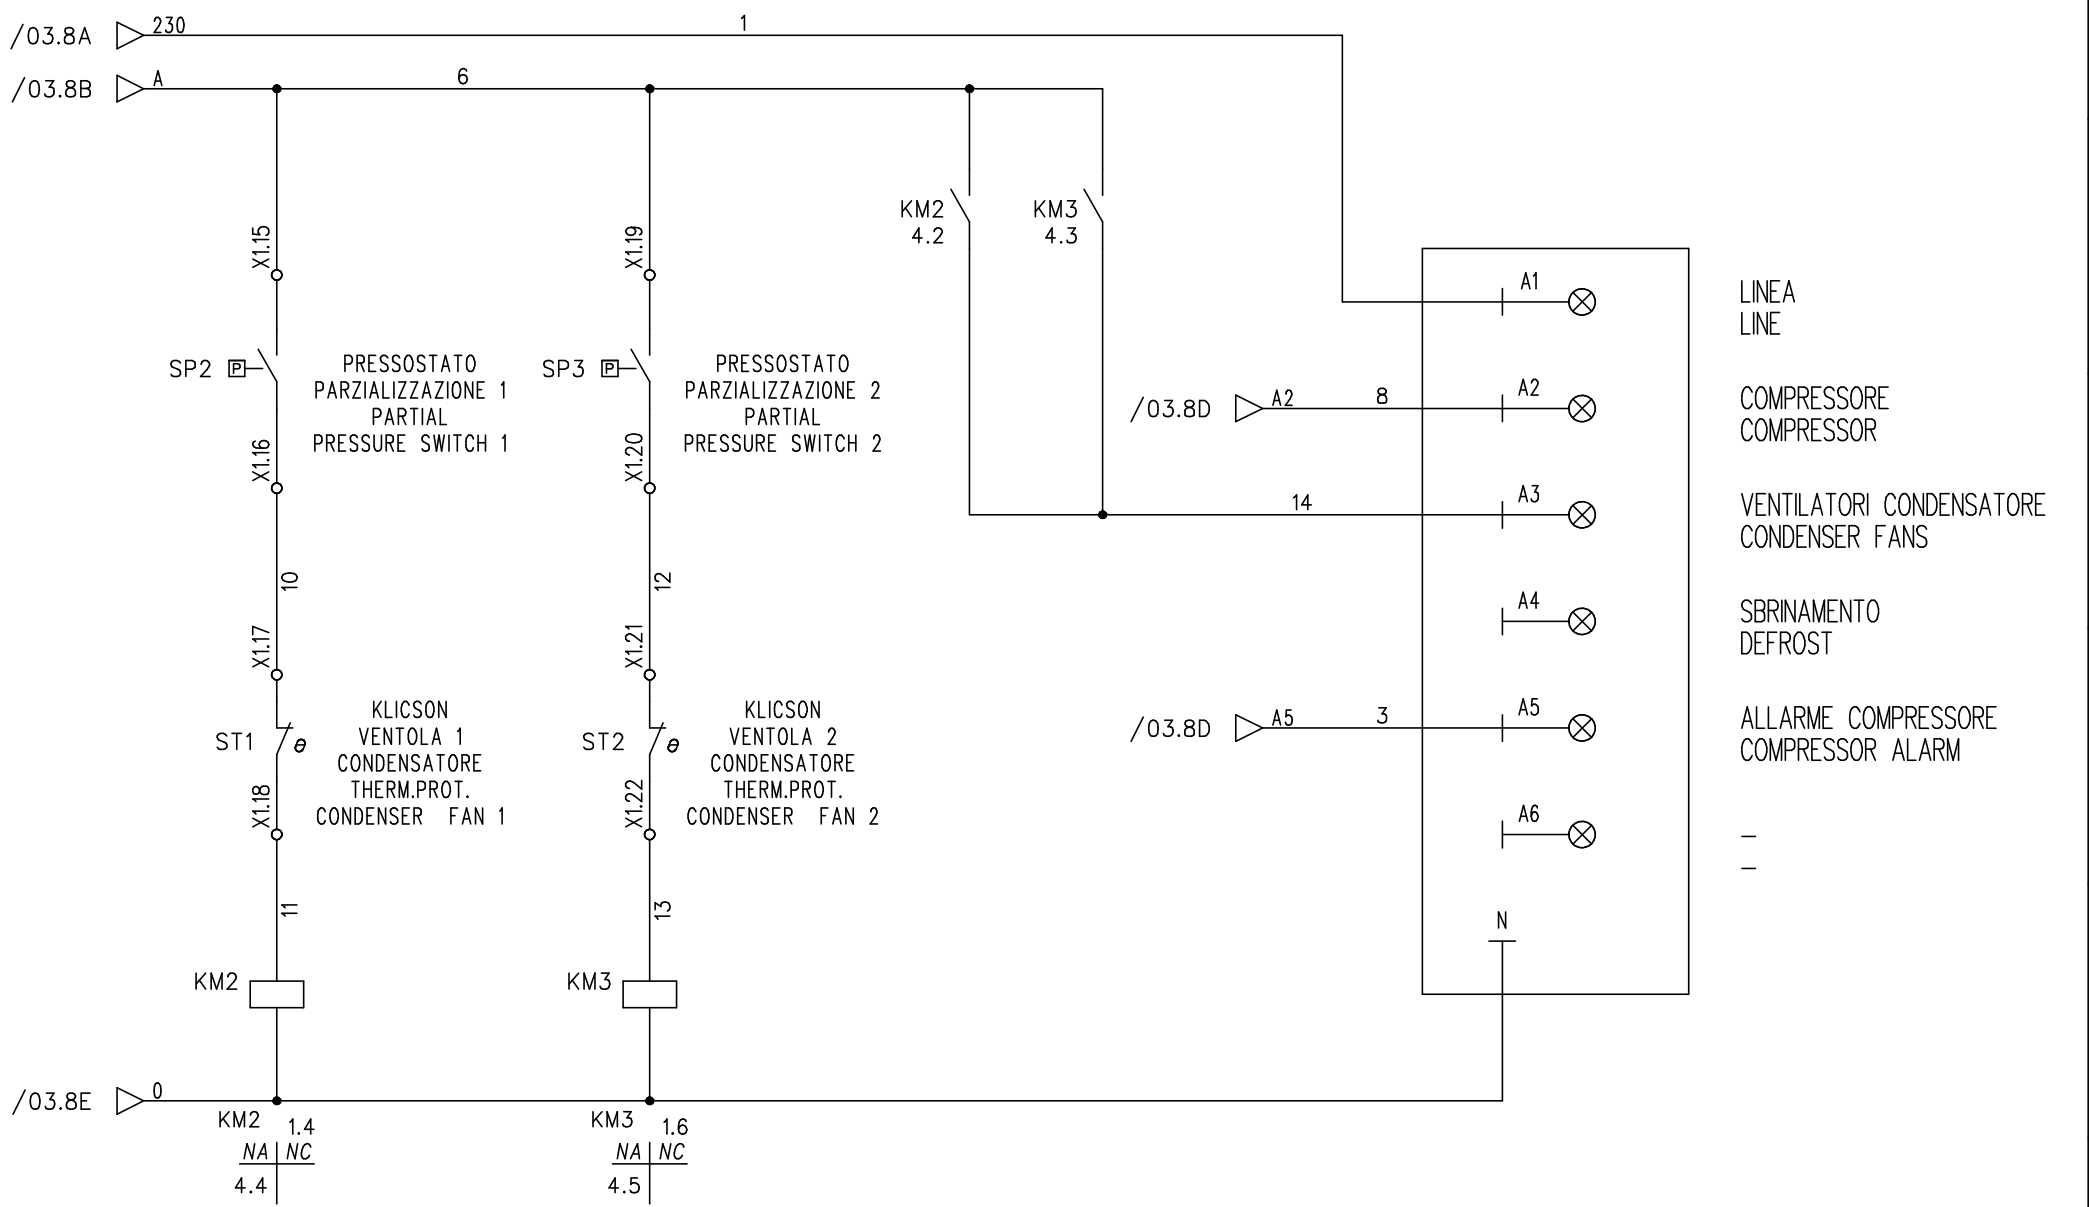 /03.8A
230
1
/03.8B
A
6
KM2
4.2
KM3
4.3
X1.15
X1.19
SP2
P
PRESSOSTATO
PARZIALIZZAZIONE 1
PARTIAL
PRESSURE SWITCH 1
SP3
P
PRESSOSTATO
PARZIALIZZAZIONE 2
PARTIAL
PRESSURE SWITCH 2
X1.16
X1.20
10
12
X1.17
X1.21
ST1
θ
KLICSON
VENTOLA 1
CONDENSATORE
THERM.PROT.
CONDENSER FAN 1
ST2
θ
KLICSON
VENTOLA 2
CONDENSATORE
THERM.PROT.
CONDENSER FAN 2
X1.18
X1.22
11
13
KM2
KM3
A1
LINEA
LINE
/03.8D
A2
8
A2
COMPRESSORE
COMPRESSOR
14
A3
VENTILATORI CONDENSATORE
CONDENSER FANS
A4
SBRINAMENTO
DEFROST
/03.8D
A5
3
A5
ALLARME COMPRESSORE
COMPRESSOR ALARM
A6
–
–
N
/03.8E
0
KM2
1.4
NA NC
4.4
KM3
1.6
NA NC
4.5